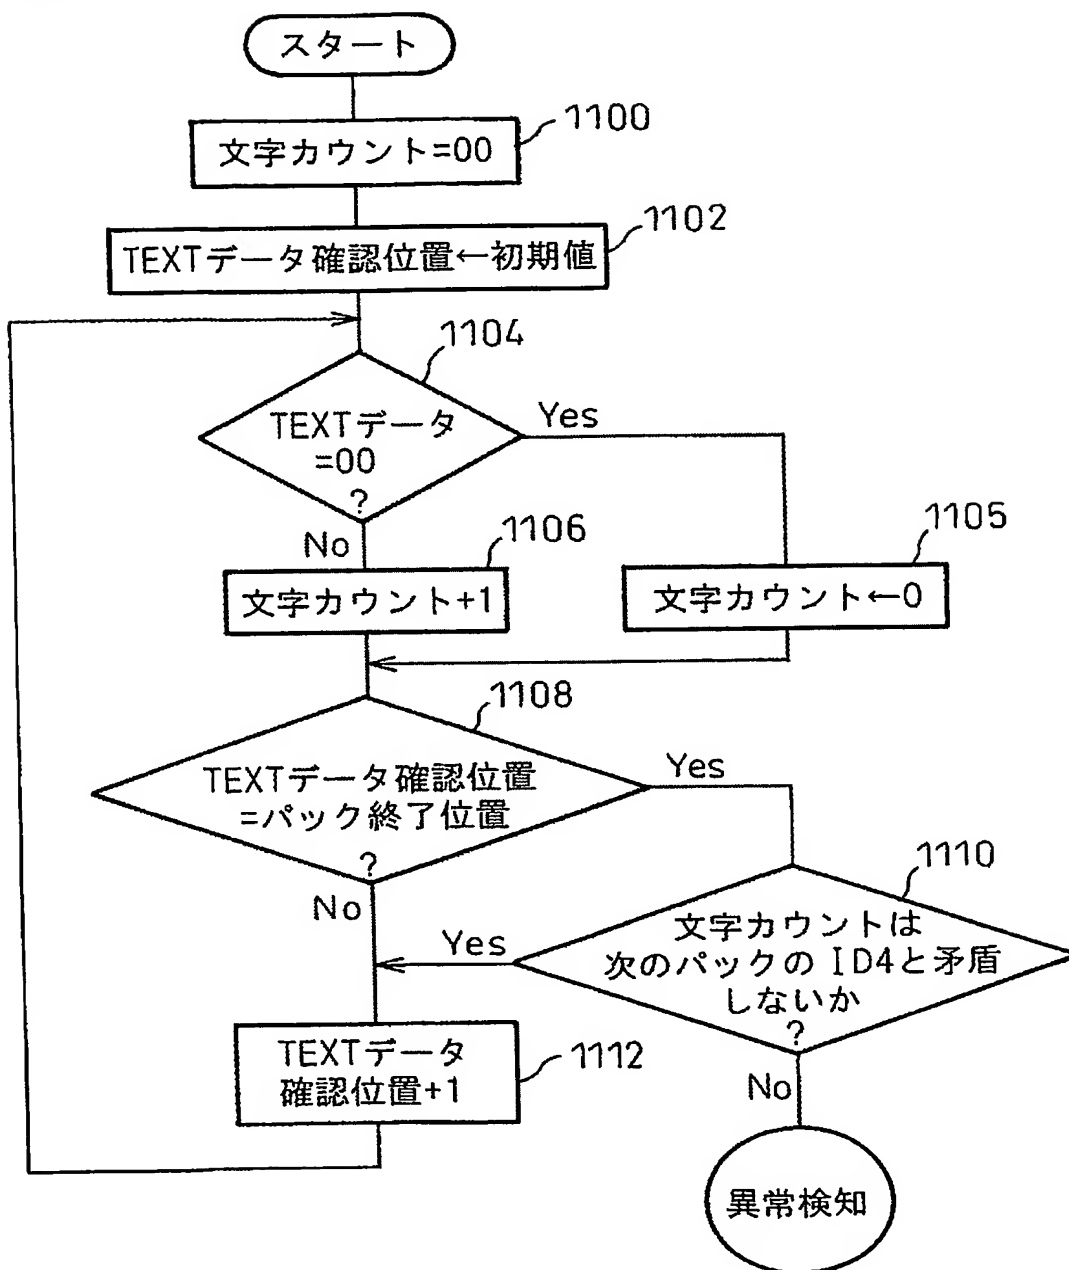 スタート
1100
文字カウント=00
1102
TEXTデータ確認位置←初期値
1104
TEXTデータ
=00
?
Yes
No
1106
1105
文字カウント+1
文字カウント←0
1108
TEXTデータ確認位置
=パック終了位置
?
Yes
No
1110
文字カウントは
次のパックの ID4と矛盾
しないか
?
Yes
No
TEXTデータ
確認位置+1
1112
異常検知